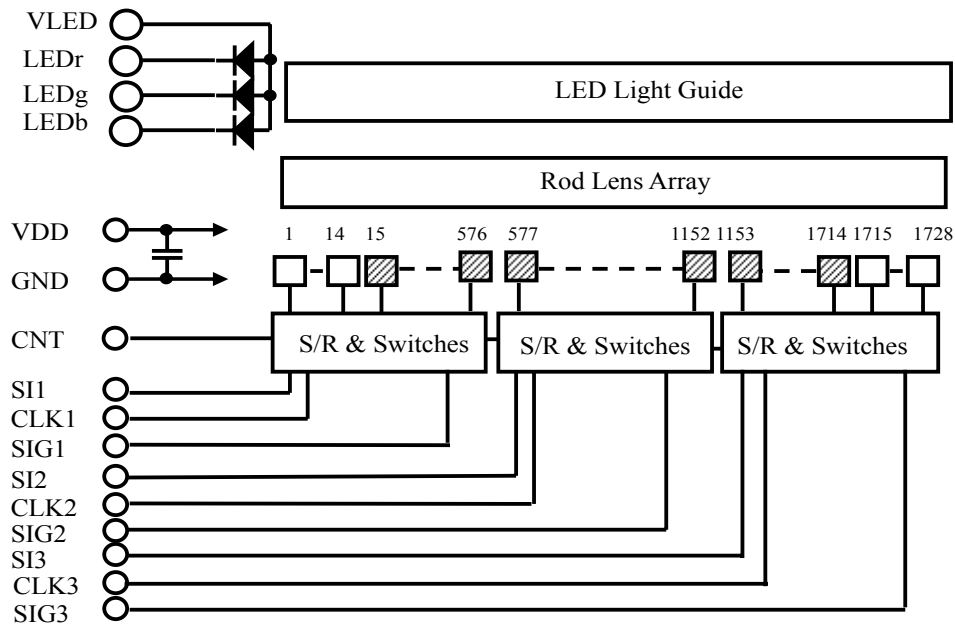 VLED
LEDr
LEDg
LEDb
LED Light Guide
Rod Lens Array
VDD
GND
1 14 15 576 577 1152 1153 1714 1715 1728
CNT
S/R & Switches S/R & Switches S/R & Switches
SI1
CLK1
SIG1
SI2
CLK2
SIG2
SI3
CLK3
SIG3